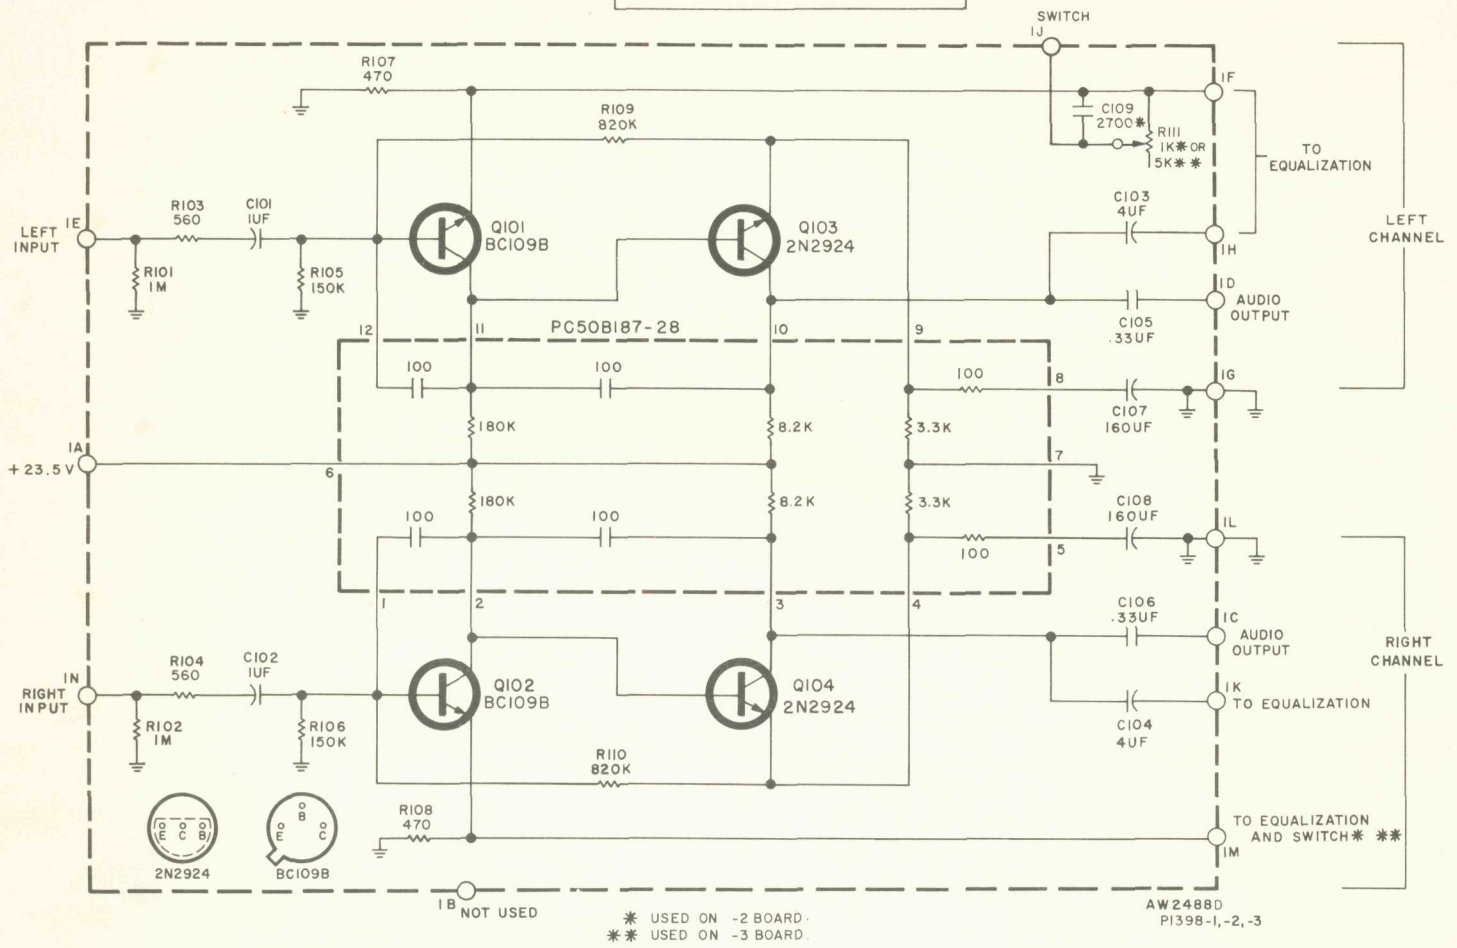 SWITCH
1J
R107
470
1F
R109
820K
C109
2700*
R111
1K* OR
5K**
TO
EQUALIZATION
C103
4UF
1H
LEFT
CHANNEL
R103
560
C101
1UF
1E
LEFT
INPUT
R101
1M
R105
150K
Q101
BC109B
Q103
2N2924
1D
AUDIO
OUTPUT
C105
.33UF
12
11
PC50B187-28
10
9
100
100
100
8
1G
C107
160UF
180K
8.2K
3.3K
1A
+23.5V
6
7
180K
8.2K
3.3K
C108
160UF
100
100
100
5
1L
1
2
3
4
C106
.33UF
1C
AUDIO
OUTPUT
RIGHT
CHANNEL
R104
560
C102
1UF
1N
RIGHT
INPUT
R102
1M
R106
150K
Q102
BC109B
Q104
2N2924
1K
TO EQUALIZATION
C104
4UF
R110
820K
R108
470
TO EQUALIZATION
AND SWITCH* **
1M
E C B
2N2924
B
E C
BC109B
1B NOT USED
* USED ON -2 BOARD.
** USED ON -3 BOARD.
AW2488D
P1398-1,-2,-3